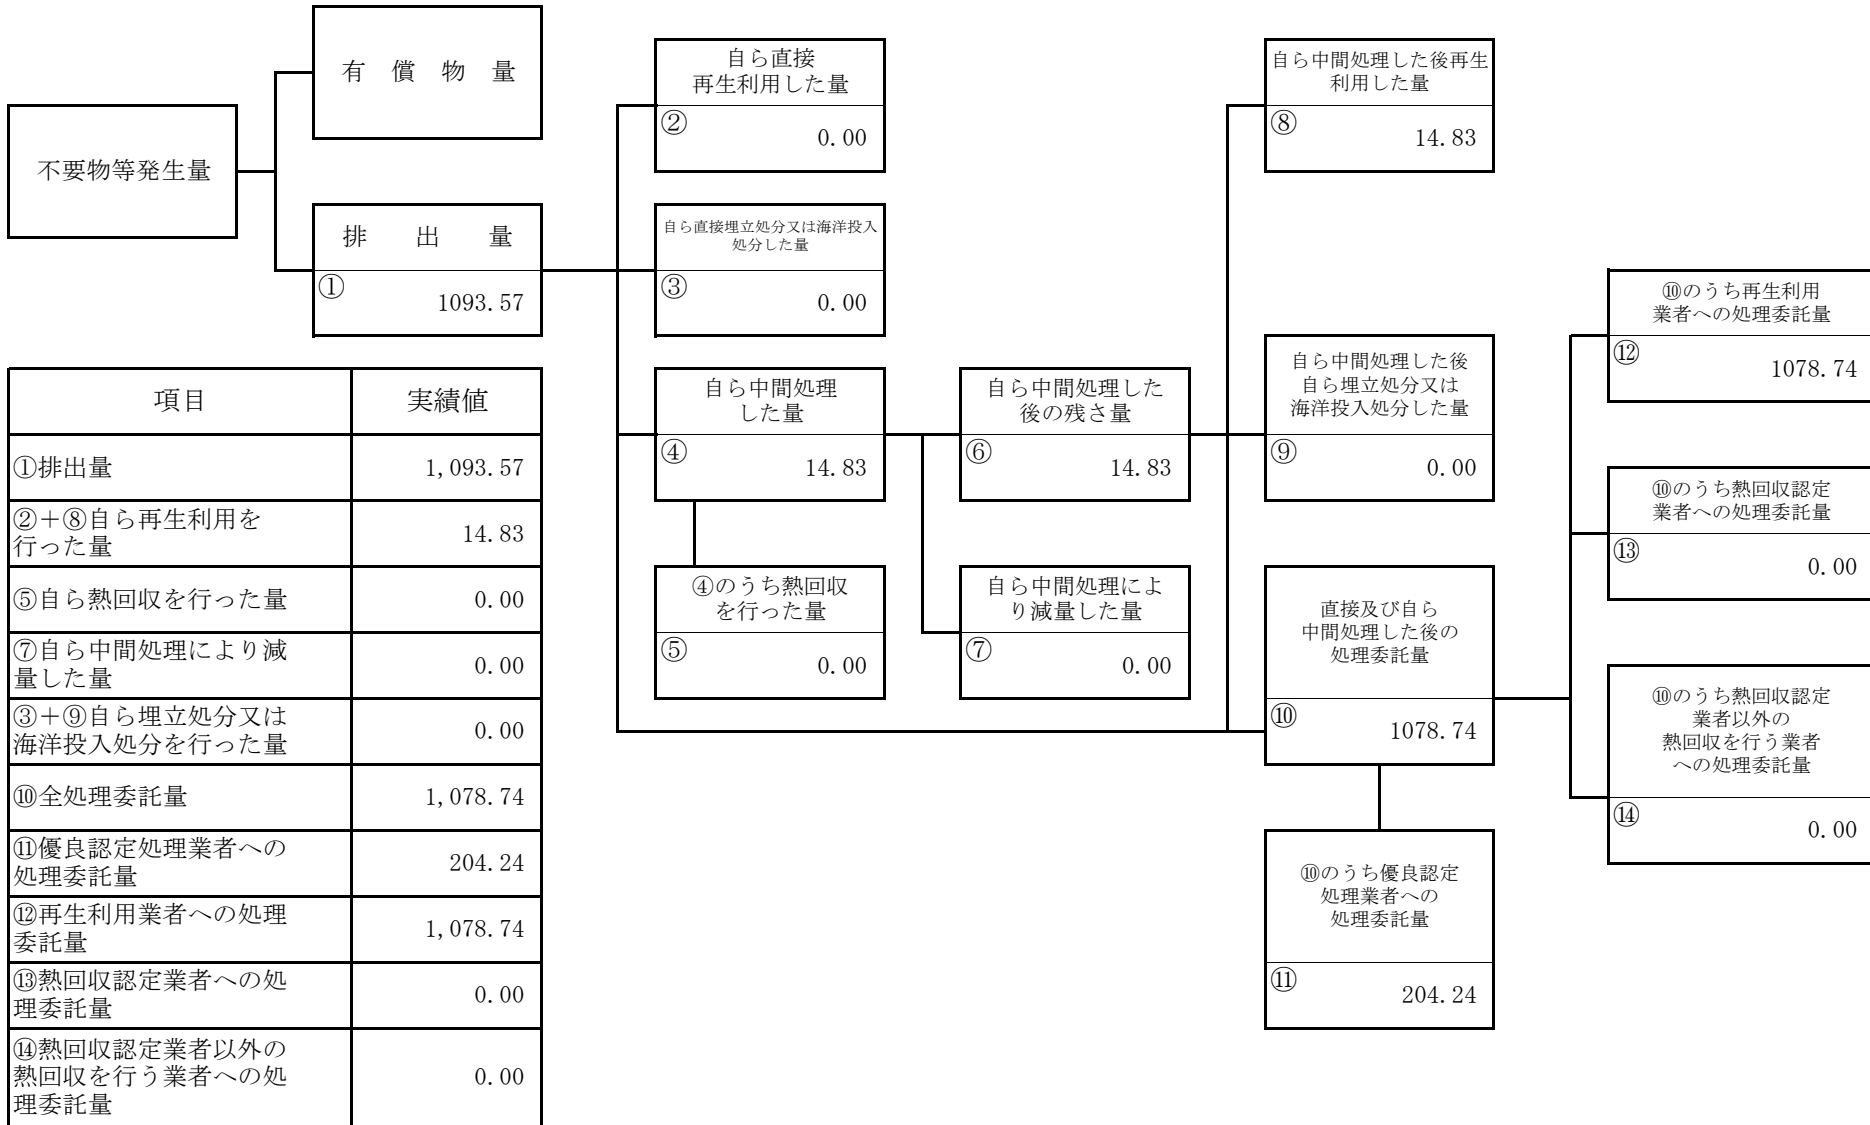 有 償 物 量
不要物等発生量
排 出 量
①
1093.57
自ら直接
再生利用した量
②
0.00
自ら直接埋立処分又は海洋投入
処分した量
③
0.00
自ら中間処理
した量
④
14.83
④のうち熱回収
を行った量
⑤
0.00
自ら中間処理した
後の残さ量
⑥
14.83
自ら中間処理によ
り減量した量
⑦
0.00
自ら中間処理した後再生
利用した量
⑧
14.83
自ら中間処理した後
自ら埋立処分又は
海洋投入処分した量
⑨
0.00
直接及び自ら
中間処理した後の
処理委託量
⑩
1078.74
⑩のうち優良認定
処理業者への
処理委託量
⑪
204.24
⑩のうち再生利用
業者への処理委託量
⑫
1078.74
⑩のうち熱回収認定
業者への処理委託量
⑬
0.00
⑩のうち熱回収認定
業者以外の
熱回収を行う業者
への処理委託量
⑭
0.00
項目 実績値
①排出量 1,093.57
②＋⑧自ら再生利用を
行った量 14.83
⑤自ら熱回収を行った量 0.00
⑦自ら中間処理により減
量した量 0.00
③＋⑨自ら埋立処分又は
海洋投入処分を行った量 0.00
⑩全処理委託量 1,078.74
⑪優良認定処理業者への
処理委託量 204.24
⑫再生利用業者への処理
委託量 1,078.74
⑬熱回収認定業者への処
理委託量 0.00
⑭熱回収認定業者以外の
熱回収を行う業者への処
理委託量 0.00